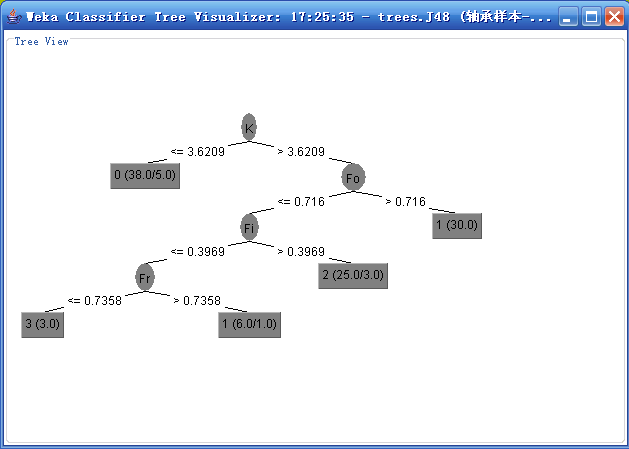 Weka Classifier Tree Visualizer: 17:25:35 - trees.J48 (轴承样本-...
Tree View
K
<= 3.6209 > 3.6209
0 (38.0/5.0) Fo
<= 0.716 > 0.716
Fi 1 (30.0)
<= 0.3969 > 0.3969
Fr 2 (25.0/3.0)
<= 0.7358 > 0.7358
3 (3.0) 1 (6.0/1.0)